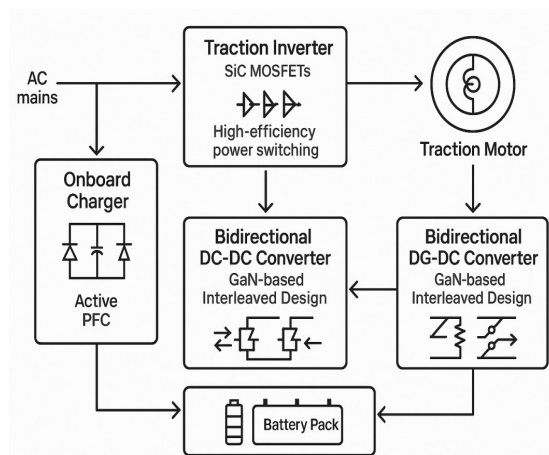 AC
mains
Traction Inverter
SiC MOSFETs
High-efficiency
power switching
Traction Motor
Onboard
Charger
Active
PFC
Bidirectional
DC-DC Converter
GaN-based
Interleaved Design
Bidirectional
DG-DC Converter
GaN-based
Interleaved Design
Battery Pack